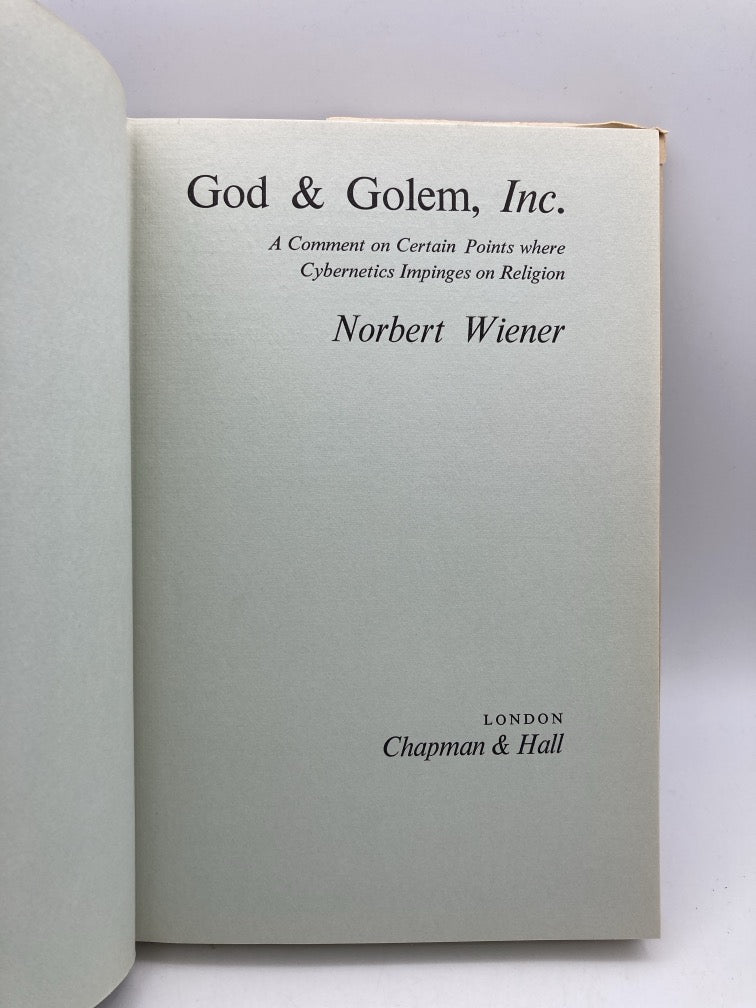 God & Golem, Inc.
A Comment on Certain Points where
Cybernetics Impinges on Religion
Norbert Wiener
LONDON
Chapman & Hall